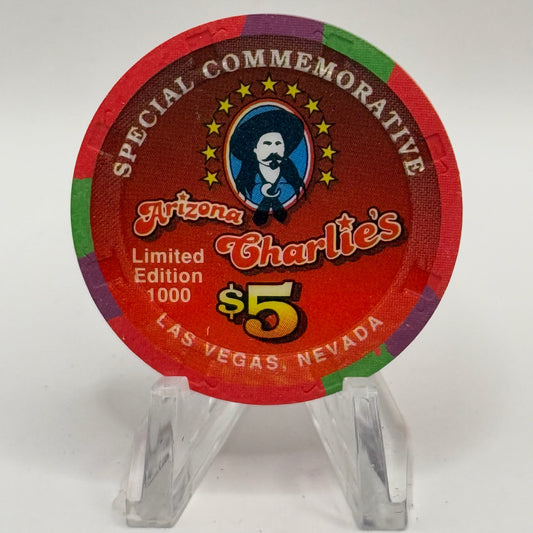 SPECIAL COMMEMORATIVE
Arizona
Charlie's
Limited
Edition
1000
$5
LAS VEGAS, NEVADA